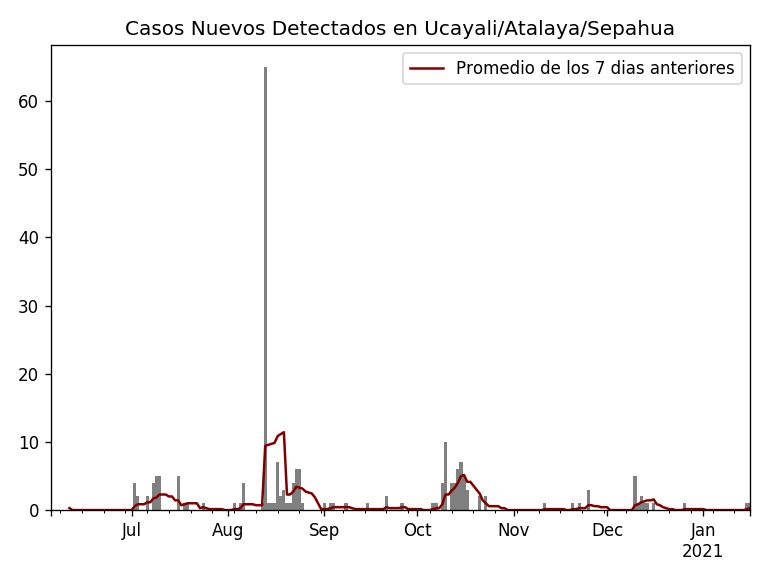 Casos Nuevos Detectados en Ucayali/Atalaya/Sepahua
Promedio de los 7 dias anteriores
60
50
40
30
20
10
0
Jul Aug Sep Oct Nov Dec Jan
2021